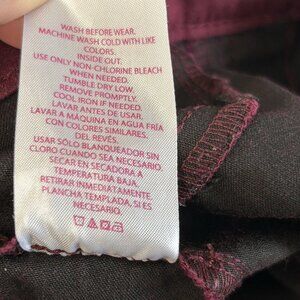 WASH BEFORE WEAR.
MACHINE WASH COLD WITH LIKE
COLORS.
INSIDE OUT.
USE ONLY NON-CHLORINE BLEACH
WHEN NEEDED.
TUMBLE DRY LOW.
REMOVE PROMPTLY.
COOL IRON IF NEEDED.
LAVAR ANTES DE USAR.
LAVAR A MÁQUINA EN AGUA FRÍA
CON COLORES SIMILARES.
DEL REVÉS.
USAR SÓLO BLANQUEADOR SIN
CLORO CUANDO SEA NECESARIO.
SECAR EN SECADORA A
TEMPERATURA BAJA.
RETIRAR INMEDIATAMENTE.
PLANCHA TEMPLADA, SI ES
NECESARIO.